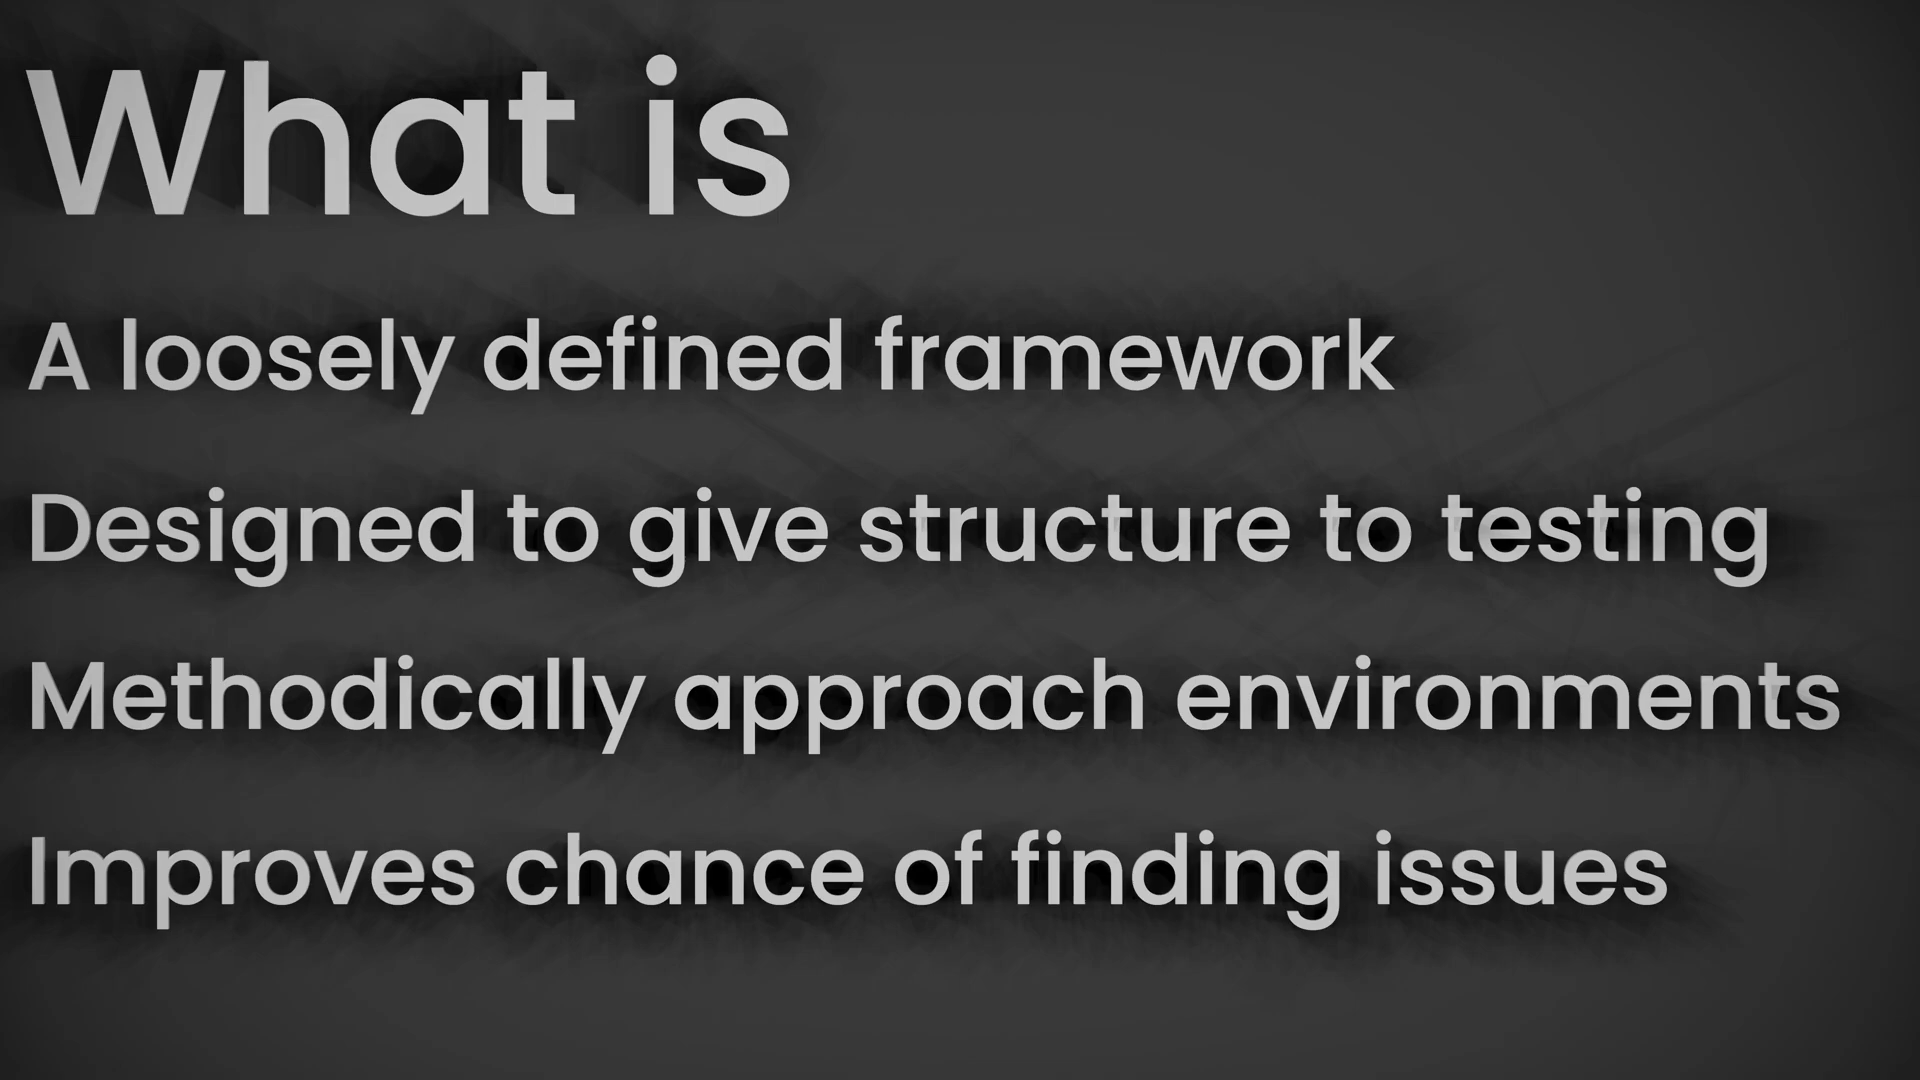 What is
A loosely defined framework
Designed to give structure to testing
Methodically approach environments
Improves chance of finding issues